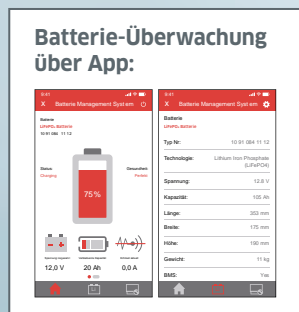 Batterie-Überwachung
über App:
9:41
X Batterie Management System
Batterie
LiFePO₄ Batterie
10 91 084 11 12
Status
Charging
Gesundheit
Perfekt
75%
12,0 V
20 Ah
0,0 A
9:41
X Batterie Management System
Batterie
LiFePO₄ Batterie
Typ Nr: 10 91 084 11 12
Technologie: Lithium Iron Phosphate
(LiFePO4)
Spannung: 12.8 V
Kapazität: 105 Ah
Länge: 353 mm
Breite: 175 mm
Höhe: 190 mm
Gewicht: 11 kg
BMS: Yes